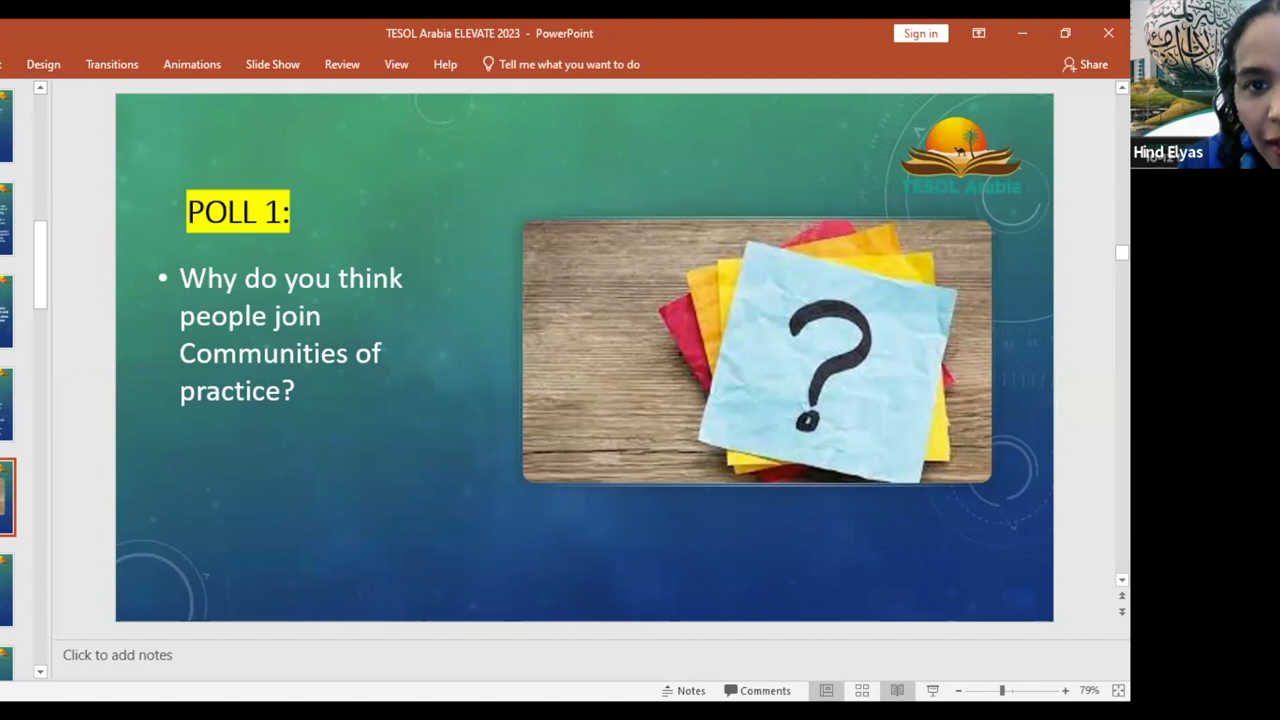 TESOL Arabia ELEVATE 2023 - PowerPoint
Sign in
Design Transitions Animations Slide Show Review View Help Tell me what you want to do
Share
TESOL Arabia
POLL 1:
• Why do you think
people join
Communities of
practice?
?
Hind Elyas
Click to add notes
Notes Comments 79%